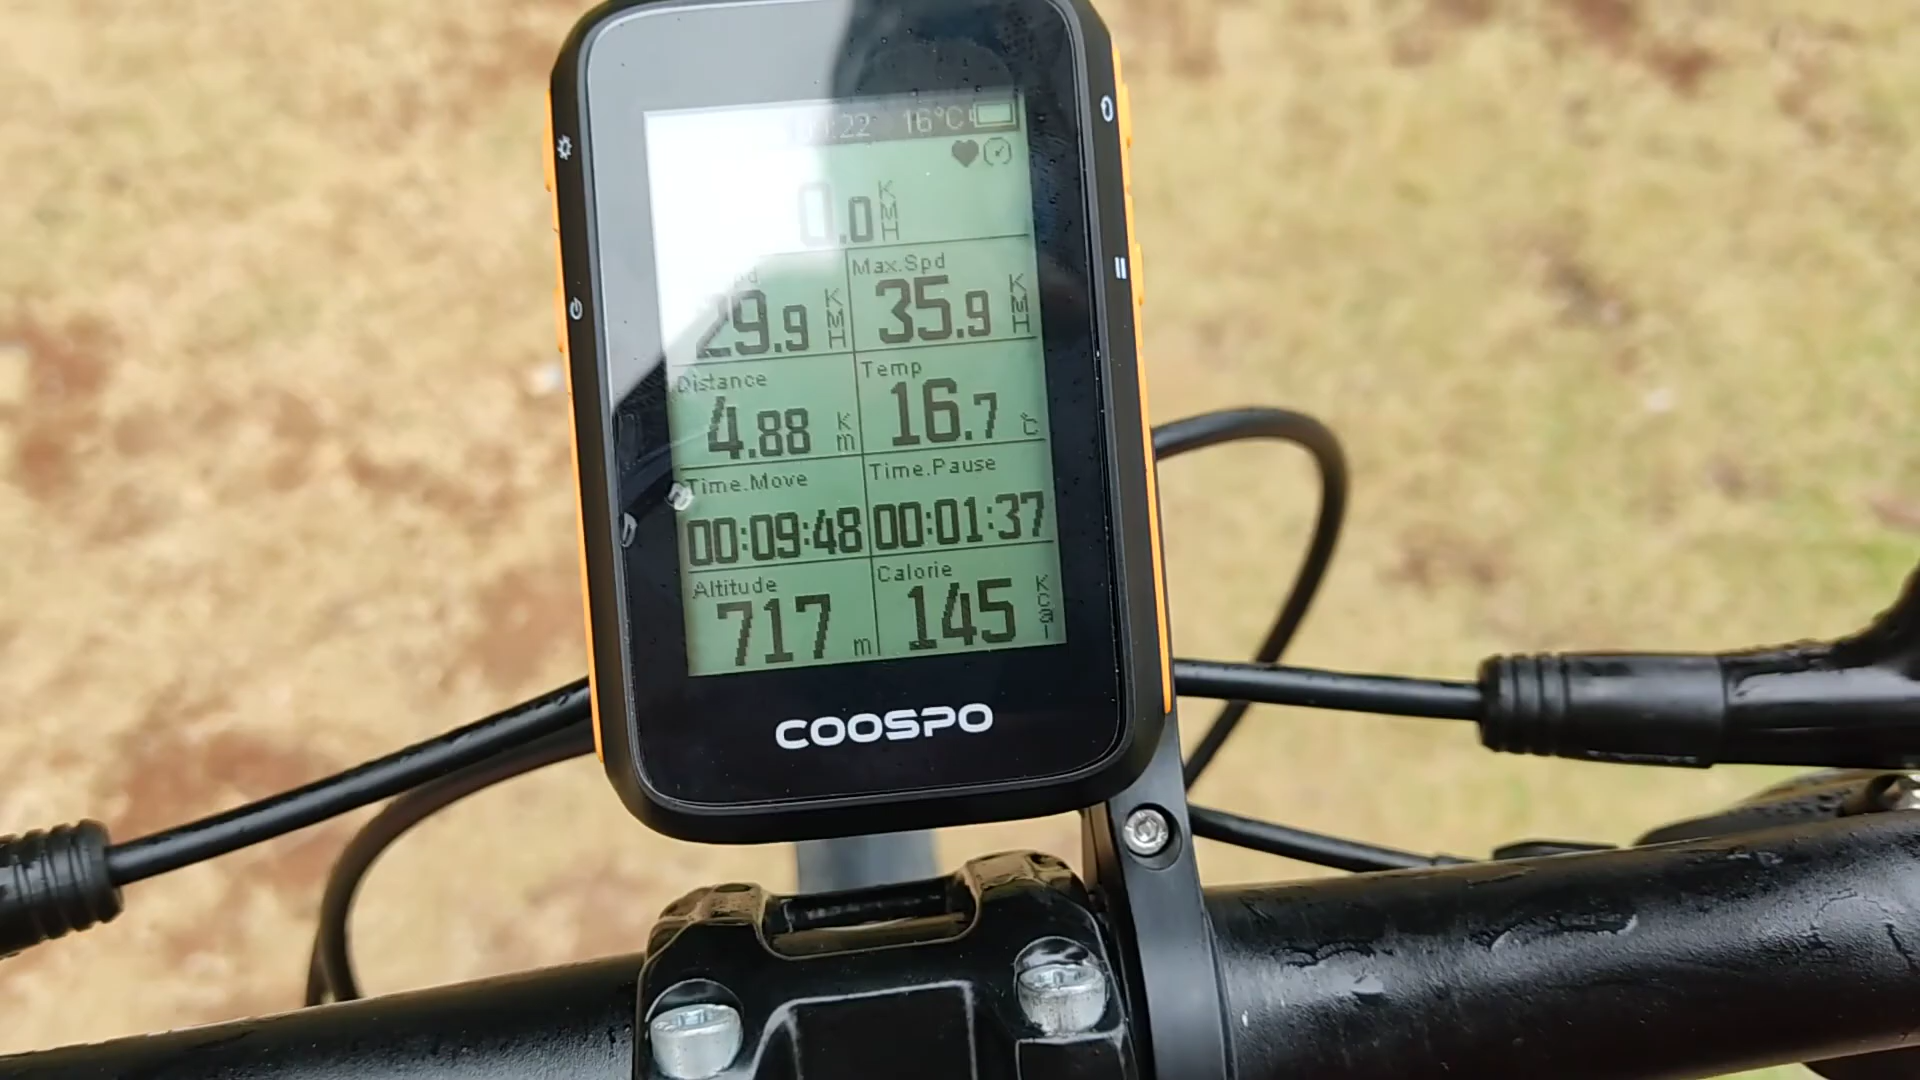 :22 16°C
0.0 KMH
Max.Spd
29.9 KMH 35.9 KMH
Distance Temp
4.88 Km 16.7 ℃
Time.Move Time.Pause
00:09:48 00:01:37
Altitude Calorie
717 m 145 Kcal
COOSPO